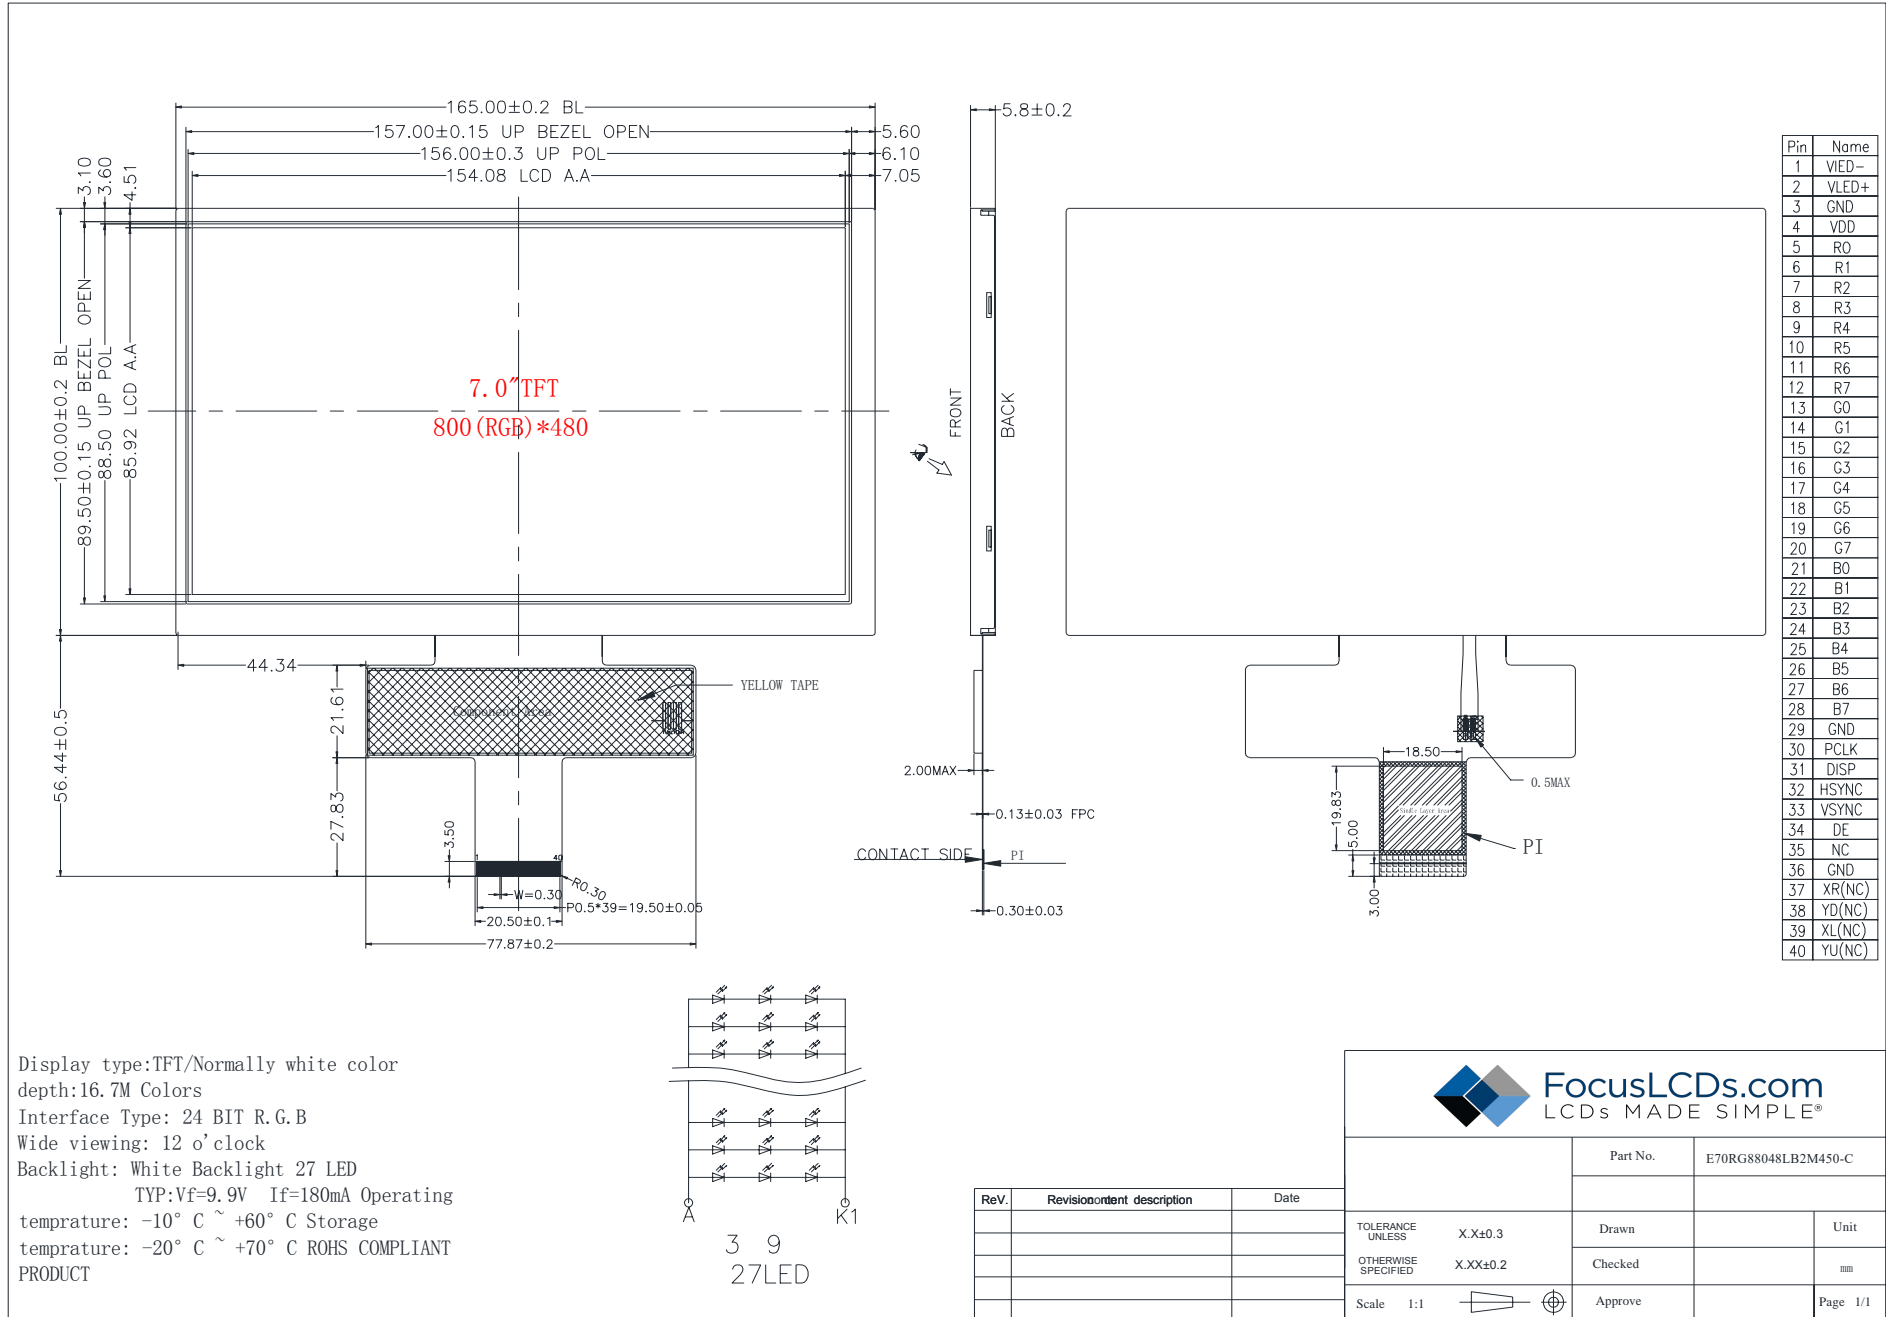 165.00±0.2 BL
157.00±0.15 UP BEZEL OPEN
5.60
156.00±0.3 UP POL
6.10
154.08 LCD A.A
7.05
3.10
3.60
4.51
100.00±0.2 BL
89.50±0.15 UP BEZEL OPEN
88.50 UP POL
85.92 LCD A.A
7.0"TFT
800(RGB)*480
56.44±0.5
44.34
21.61
27.83
3.50
YELLOW TAPE
Component Area
1
40
W=0.30
R0.30
P0.5*39=19.50±0.05
20.50±0.1
77.87±0.2
5.8±0.2
FRONT
BACK
2.00MAX
0.13±0.03 FPC
CONTACT SIDE
PI
0.30±0.03
18.50
0.5MAX
19.83
5.00
3.00
Single Layer Area
PI
Pin Name
1 VIED-
2 VLED+
3 GND
4 VDD
5 R0
6 R1
7 R2
8 R3
9 R4
10 R5
11 R6
12 R7
13 G0
14 G1
15 G2
16 G3
17 G4
18 G5
19 G6
20 G7
21 B0
22 B1
23 B2
24 B3
25 B4
26 B5
27 B6
28 B7
29 GND
30 PCLK
31 DISP
32 HSYNC
33 VSYNC
34 DE
35 NC
36 GND
37 XR(NC)
38 YD(NC)
39 XL(NC)
40 YU(NC)
A
K1
3 9
27LED
Display type:TFT/Normally white color
depth:16.7M Colors
Interface Type: 24 BIT R.G.B
Wide viewing: 12 o'clock
Backlight: White Backlight 27 LED
TYP:Vf=9.9V If=180mA Operating
temprature: -10° C ~ +60° C Storage
temprature: -20° C ~ +70° C ROHS COMPLIANT
PRODUCT
ReV.
description
Date
FocusLCDs.com
LCDs MADE SIMPLE®
Part No.
E70RG88048LB2M450-C
TOLERANCE
UNLESS
X.X±0.3
OTHERWISE
SPECIFIED
X.XX±0.2
Drawn
Unit
Checked
mm
Scale 1:1
Approve
Page 1/1